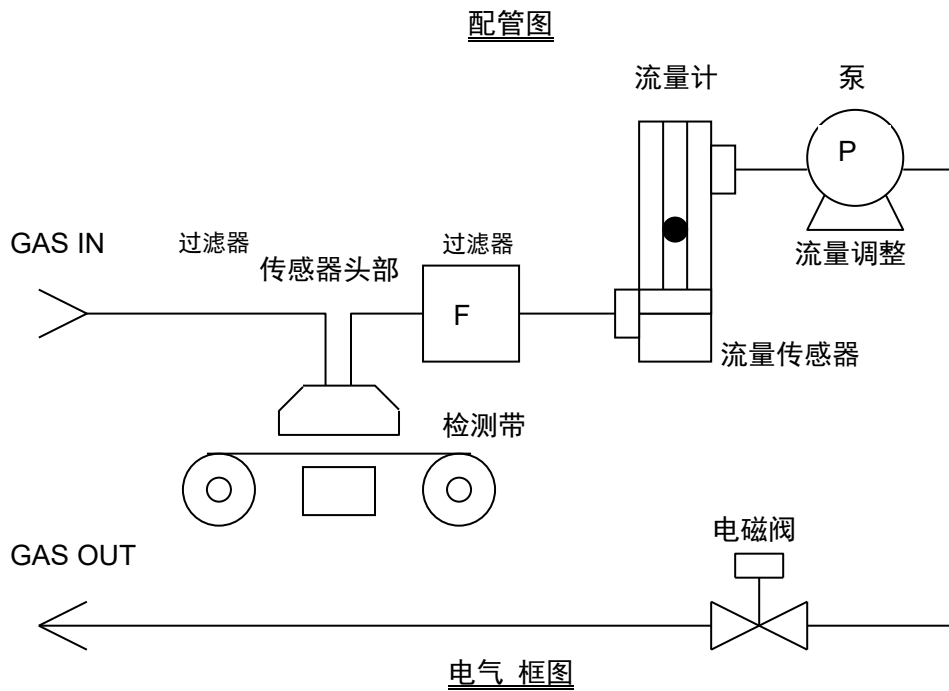 配管图
流量计
泵
P
GAS IN
过滤器
传感器头部
过滤器
流量调整
F
流量传感器
检测带
电磁阀
GAS OUT
电气 框图